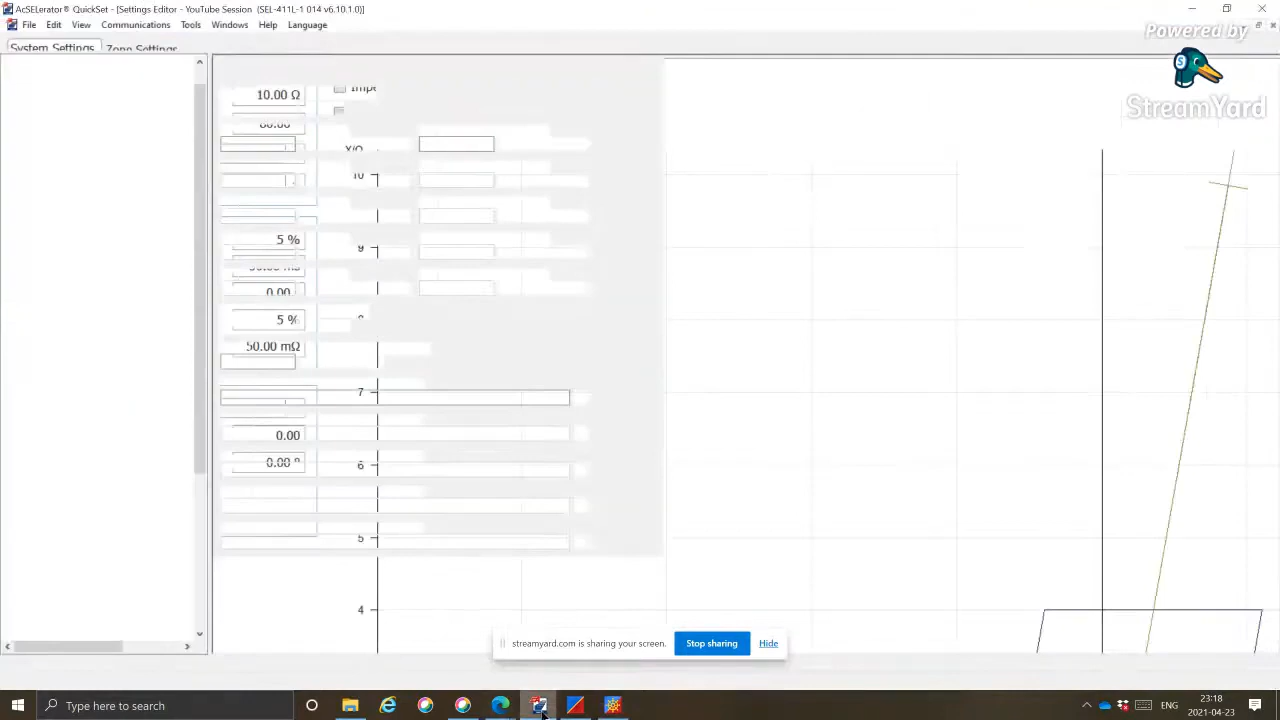 AcSELerator® QuickSet - [Settings Editor - YouTube Session (SEL-411L-1 014 v6.10.1.0)]
File Edit View Communications Tools Windows Help Language
Powered by
StreamYard
System Settings Zone Settings
10.00 Ω
X/Ω
10
5 %
9
0.00
5 %
50.00 mΩ
7
0.00
6
0.00 º
5
4
streamyard.com is sharing your screen. Stop sharing Hide
Type here to search
ENG
23:18
2021-04-23